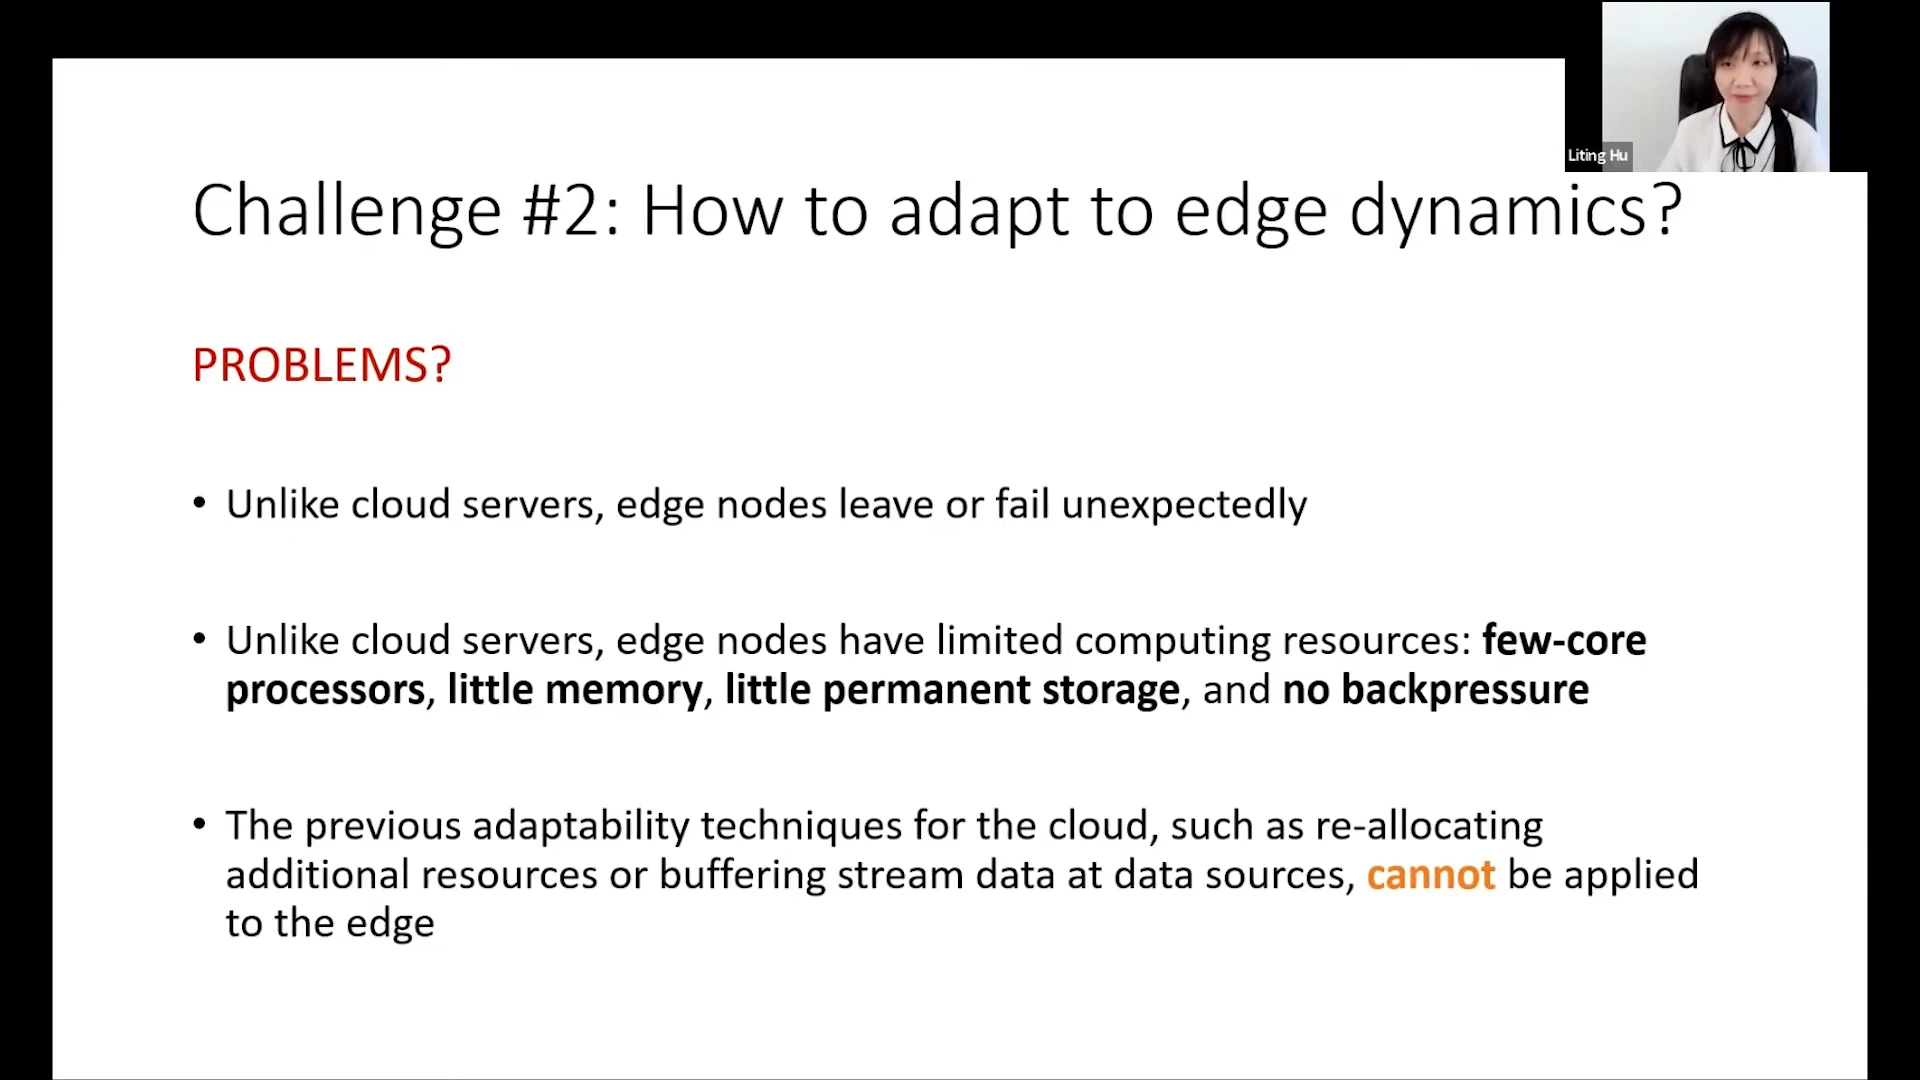 Liting Hu
Challenge #2: How to adapt to edge dynamics?
PROBLEMS?
• Unlike cloud servers, edge nodes leave or fail unexpectedly
• Unlike cloud servers, edge nodes have limited computing resources: few-core
processors, little memory, little permanent storage, and no backpressure
• The previous adaptability techniques for the cloud, such as re-allocating
additional resources or buffering stream data at data sources, cannot be applied
to the edge